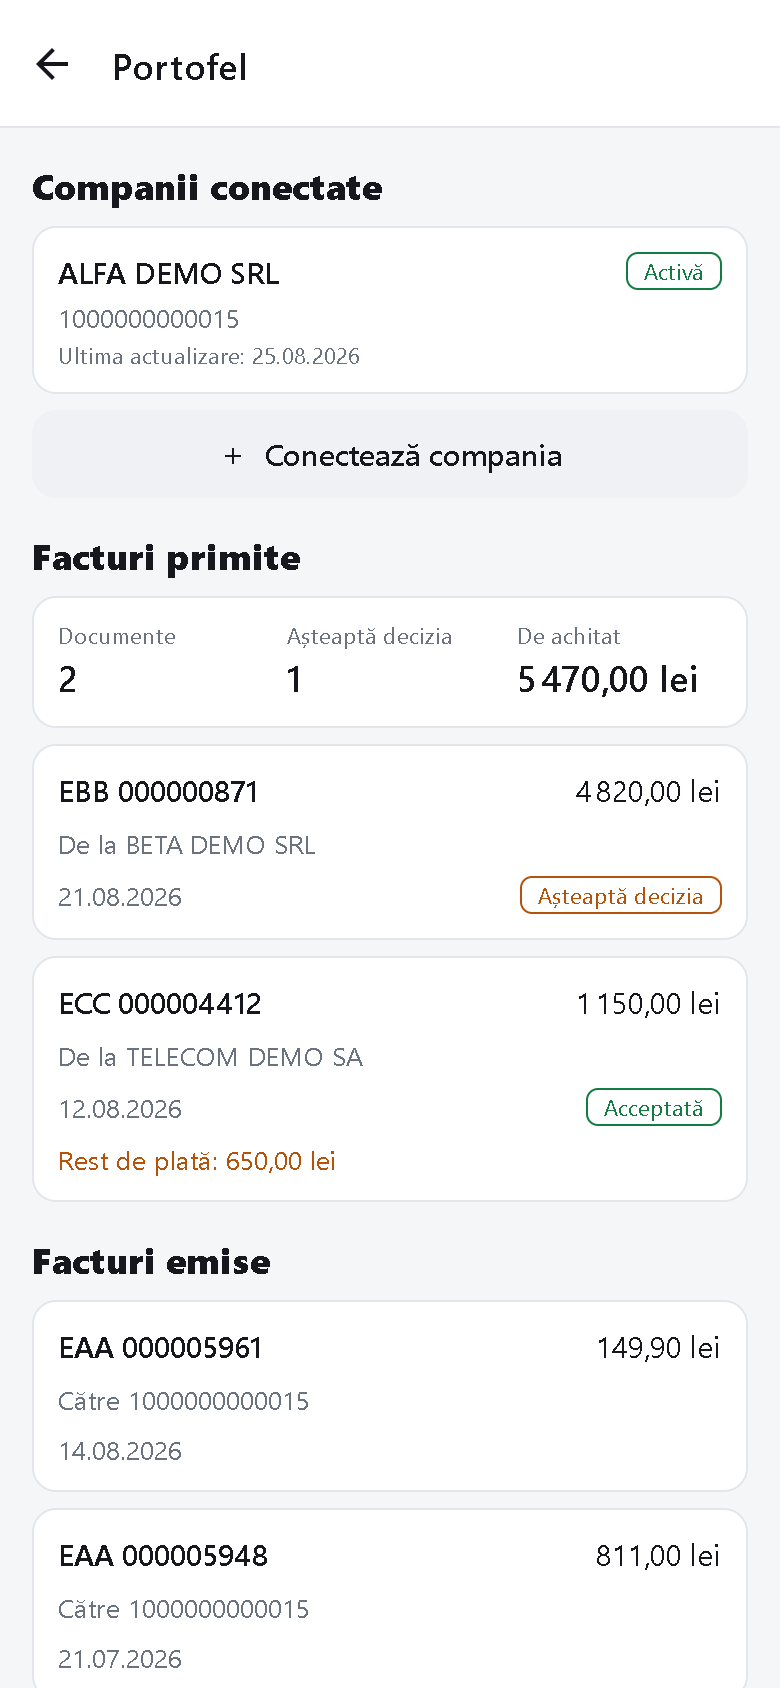 Portofel
Companii conectate
ALFA DEMO SRL
Activă
1000000000015
Ultima actualizare: 25.08.2026
+ Conectează compania
Facturi primite
Documente Așteaptă decizia De achitat
2 1 5 470,00 lei
EBB 000000871 4 820,00 lei
De la BETA DEMO SRL
21.08.2026 Așteaptă decizia
ECC 000004412 1 150,00 lei
De la TELECOM DEMO SA
12.08.2026 Acceptată
Rest de plată: 650,00 lei
Facturi emise
EAA 000005961 149,90 lei
Către 1000000000015
14.08.2026
EAA 000005948 811,00 lei
Către 1000000000015
21.07.2026